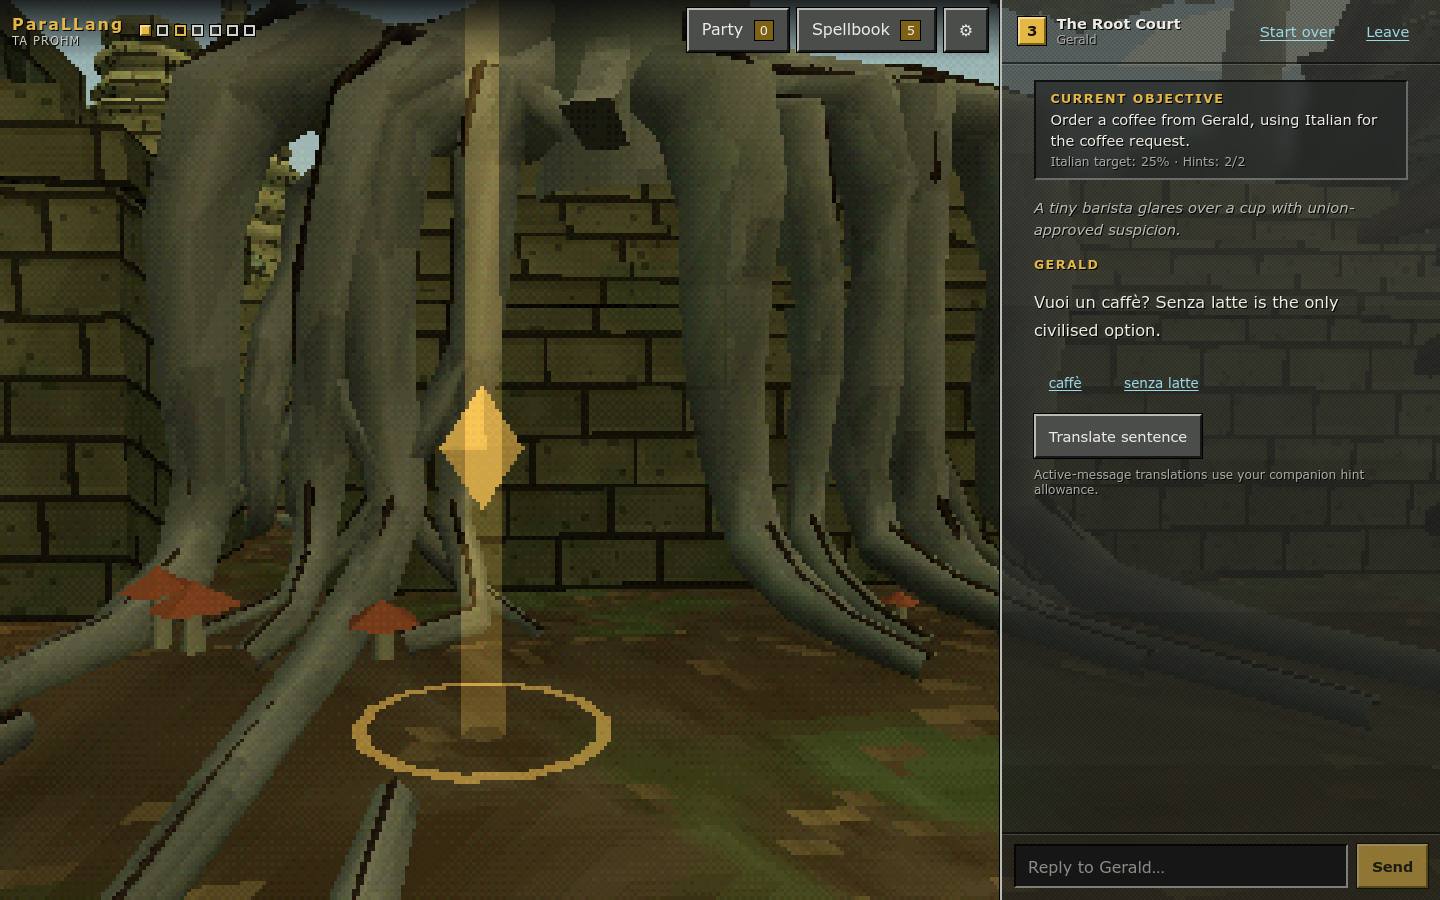 ParaLLang
TA PROHM
Party 0
Spellbook 5
⚙
3
The Root Court
Gerald
Start over
Leave
CURRENT OBJECTIVE
Order a coffee from Gerald, using Italian for
the coffee request.
Italian target: 25% · Hints: 2/2
A tiny barista glares over a cup with union-
approved suspicion.
GERALD
Vuoi un caffè? Senza latte is the only
civilised option.
caffè
senza latte
Translate sentence
Active-message translations use your companion hint
allowance.
Reply to Gerald…
Send